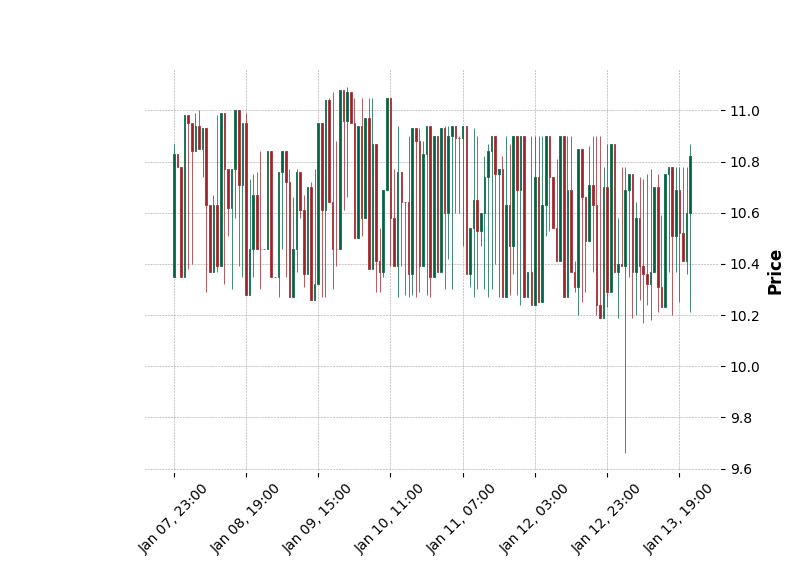 11.0
10.8
10.6
10.4
10.2
10.0
9.8
9.6
Price
Jan 07, 23:00
Jan 08, 19:00
Jan 09, 15:00
Jan 10, 11:00
Jan 11, 07:00
Jan 12, 03:00
Jan 12, 23:00
Jan 13, 19:00